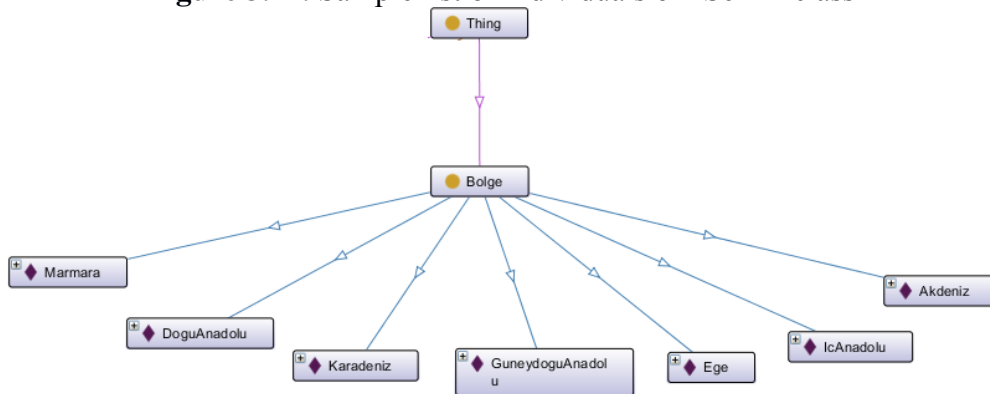 Thing
Bolge
Marmara
Akdeniz
DoguAnadolu
IcAnadolu
Karadeniz
GuneydoguAnadol
u
Ege